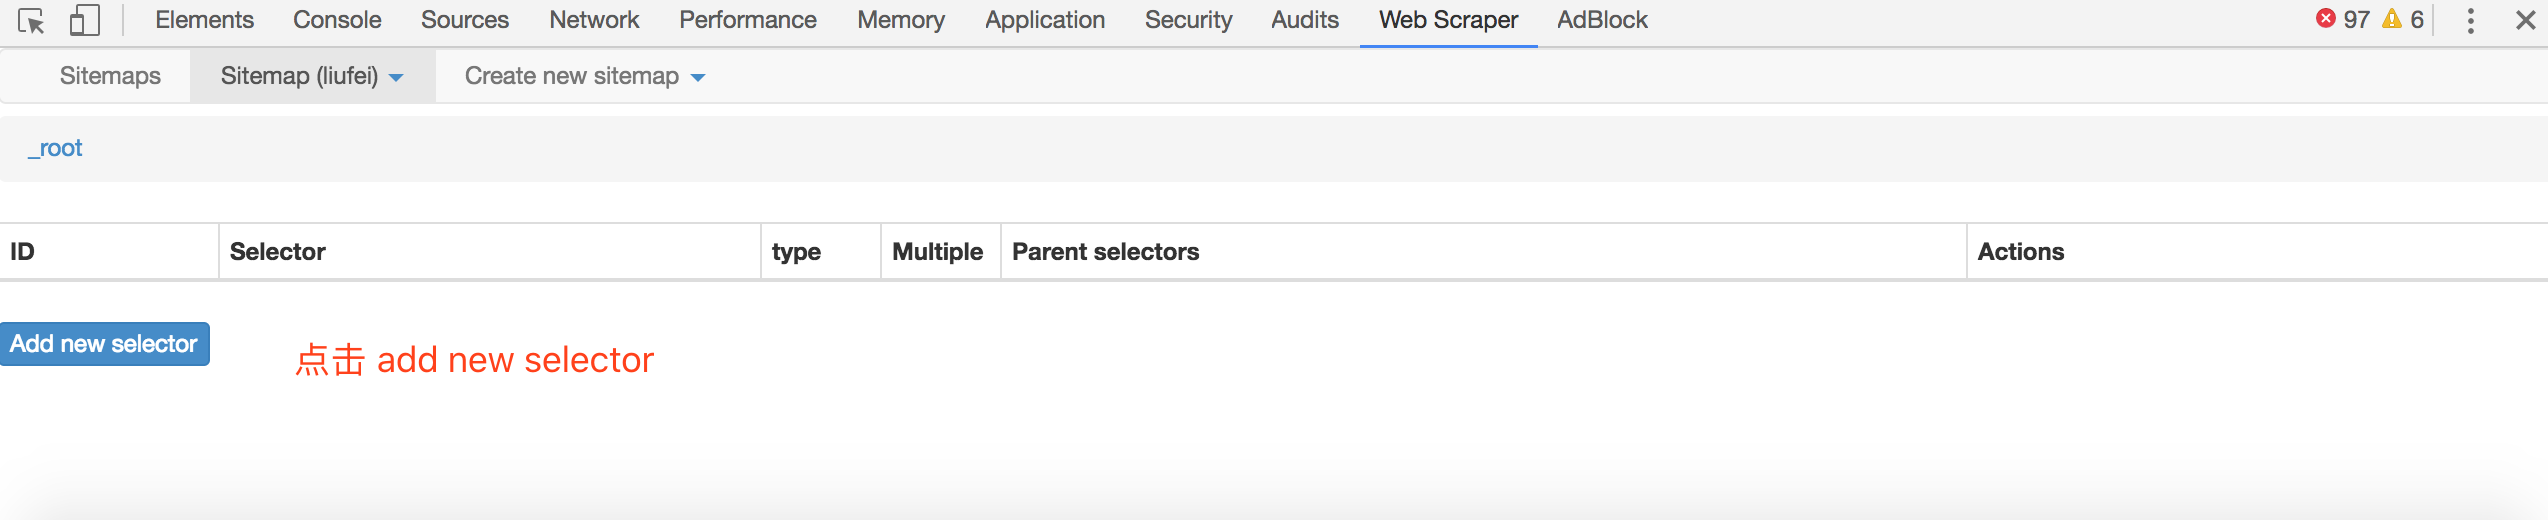 Elements Console Sources Network Performance Memory Application Security Audits Web Scraper AdBlock 97 6
Sitemaps Sitemap (liufei) Create new sitemap
_root
ID Selector type Multiple Parent selectors Actions
Add new selector
点击 add new selector